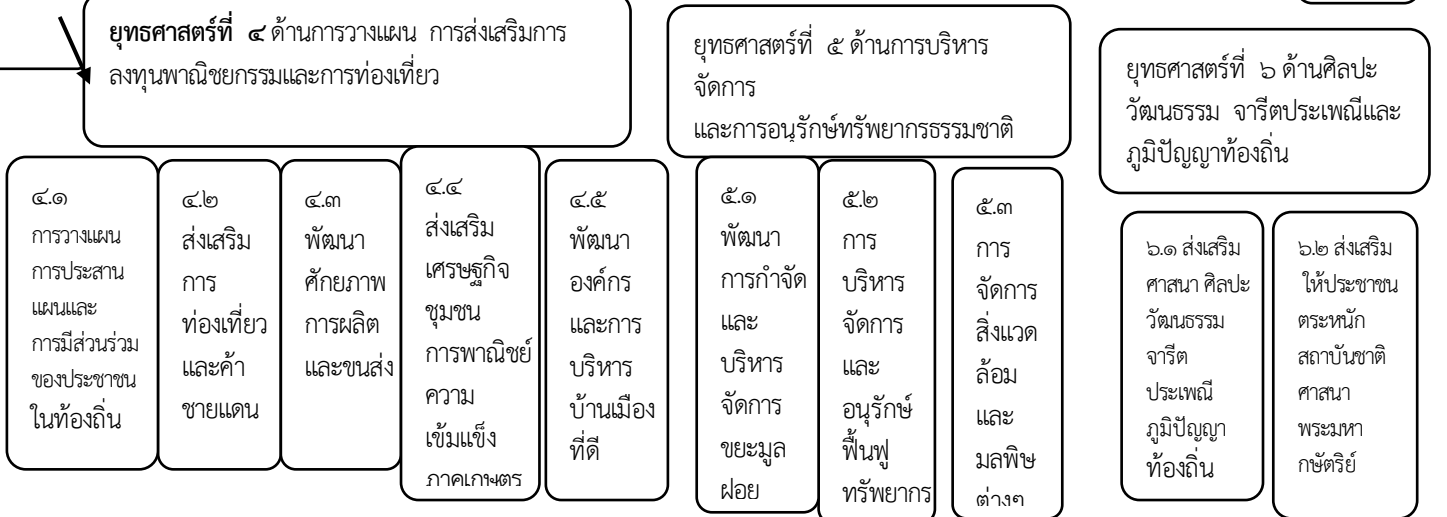 ยุทธศาสตร์ที่ ๔ ด้านการวางแผน การส่งเสริมการ
ลงทุนพาณิชยกรรมและการท่องเที่ยว
ยุทธศาสตร์ที่ ๕ ด้านการบริหาร
จัดการ
และการอนุรักษ์ทรัพยากรธรรมชาติ
ยุทธศาสตร์ที่ ๖ ด้านศิลปะ
วัฒนธรรม จารีตประเพณีและ
ภูมิปัญญาท้องถิ่น
๔.๑
การวางแผน
การประสาน
แผนและ
การมีส่วนร่วม
ของประชาชน
ในท้องถิ่น
๔.๒
ส่งเสริม
การ
ท่องเที่ยว
และค้า
ชายแดน
๔.๓
พัฒนา
ศักยภาพ
การผลิต
และขนส่ง
๔.๔
ส่งเสริม
เศรษฐกิจ
ชุมชน
การพาณิชย์
ความ
เข้มแข็ง
ภาคเกษตร
๔.๕
พัฒนา
องค์กร
และการ
บริหาร
บ้านเมือง
ที่ดี
๕.๑
พัฒนา
การกำจัด
และ
บริหาร
จัดการ
ขยะมูล
ฝอย
๕.๒
การ
บริหาร
จัดการ
และ
อนุรักษ์
ฟื้นฟู
ทรัพยากร
๕.๓
การ
จัดการ
สิ่งแวด
ล้อม
และ
มลพิษ
ต่างๆ
๖.๑ ส่งเสริม
ศาสนา ศิลปะ
วัฒนธรรม
จารีต
ประเพณี
ภูมิปัญญา
ท้องถิ่น
๖.๒ ส่งเสริม
ให้ประชาชน
ตระหนัก
สถาบันชาติ
ศาสนา
พระมหา
กษัตริย์